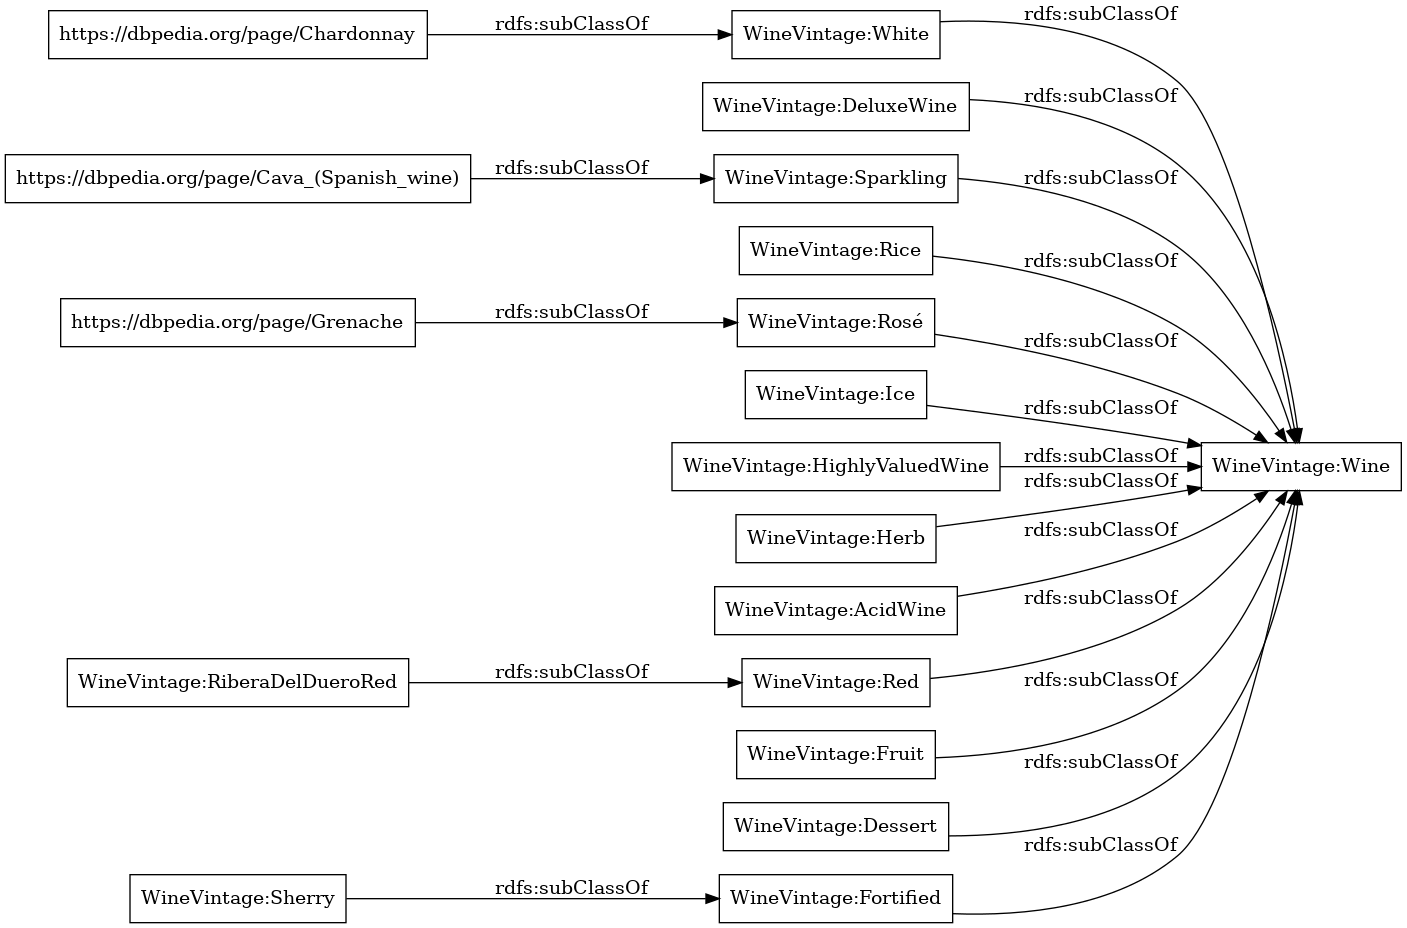 https://dbpedia.org/page/Chardonnay rdfs:subClassOf WineVintage:White rdfs:subClassOf
WineVintage:DeluxeWine rdfs:subClassOf
https://dbpedia.org/page/Cava_(Spanish_wine) rdfs:subClassOf WineVintage:Sparkling rdfs:subClassOf
WineVintage:Rice rdfs:subClassOf
https://dbpedia.org/page/Grenache rdfs:subClassOf WineVintage:Rosé rdfs:subClassOf
WineVintage:Ice rdfs:subClassOf
WineVintage:HighlyValuedWine rdfs:subClassOf WineVintage:Wine
WineVintage:Herb rdfs:subClassOf
WineVintage:AcidWine rdfs:subClassOf
WineVintage:RiberaDelDueroRed rdfs:subClassOf WineVintage:Red rdfs:subClassOf
WineVintage:Fruit rdfs:subClassOf
WineVintage:Dessert rdfs:subClassOf
WineVintage:Sherry rdfs:subClassOf WineVintage:Fortified rdfs:subClassOf